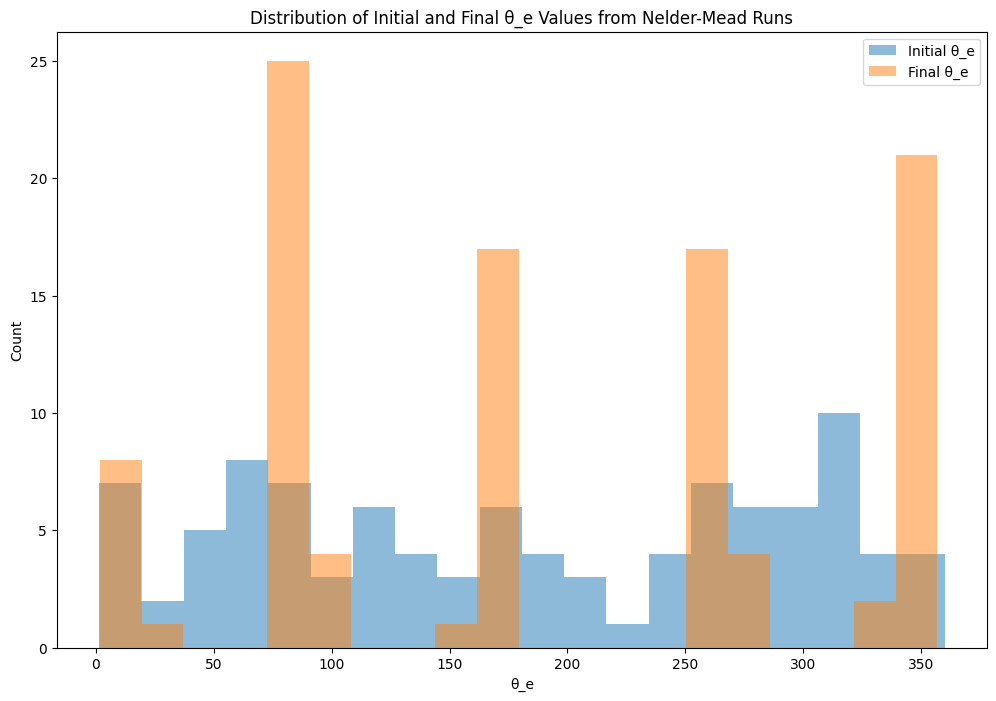 Distribution of Initial and Final θ_e Values from Nelder-Mead Runs
Initial θ_e
Final θ_e
Count
25
20
15
10
5
0
0 50 100 150 200 250 300 350
θ_e